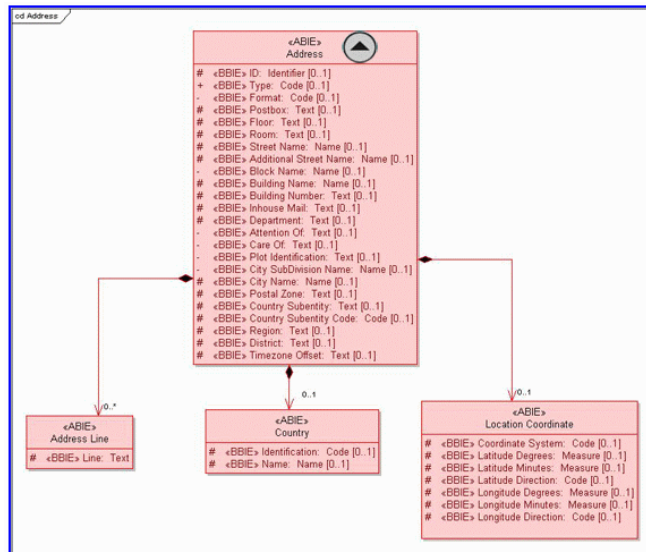 cd Address
«ABIE»
Address
# «BBIE» ID: Identifier [0..1]
+ «BBIE» Type: Code [0..1]
- «BBIE» Format: Code [0..1]
# «BBIE» Postbox: Text [0..1]
# «BBIE» Floor: Text [0..1]
# «BBIE» Room: Text [0..1]
# «BBIE» Street Name: Name [0..1]
# «BBIE» Additional Street Name: Name [0..1]
- «BBIE» Block Name: Name [0..1]
# «BBIE» Building Name: Name [0..1]
# «BBIE» Building Number: Text [0..1]
# «BBIE» Inhouse Mail: Text [0..1]
# «BBIE» Department: Text [0..1]
- «BBIE» Attention Of: Text [0..1]
- «BBIE» Care Of: Text [0..1]
- «BBIE» Plot Identification: Text [0..1]
- «BBIE» City SubDivision Name: Name [0..1]
# «BBIE» City Name: Name [0..1]
# «BBIE» Postal Zone: Text [0..1]
# «BBIE» Country Subentity: Text [0..1]
# «BBIE» Country Subentity Code: Code [0..1]
# «BBIE» Region: Text [0..1]
# «BBIE» District: Text [0..1]
# «BBIE» Timezone Offset: Text [0..1]
0..*
0..1
0..1
«ABIE»
Address Line
# «BBIE» Line: Text
«ABIE»
Country
# «BBIE» Identification: Code [0..1]
# «BBIE» Name: Name [0..1]
«ABIE»
Location Coordinate
# «BBIE» Coordinate System: Code [0..1]
# «BBIE» Latitude Degrees: Measure [0..1]
# «BBIE» Latitude Minutes: Measure [0..1]
# «BBIE» Latitude Direction: Code [0..1]
# «BBIE» Longitude Degrees: Measure [0..1]
# «BBIE» Longitude Minutes: Measure [0..1]
# «BBIE» Longitude Direction: Code [0..1]